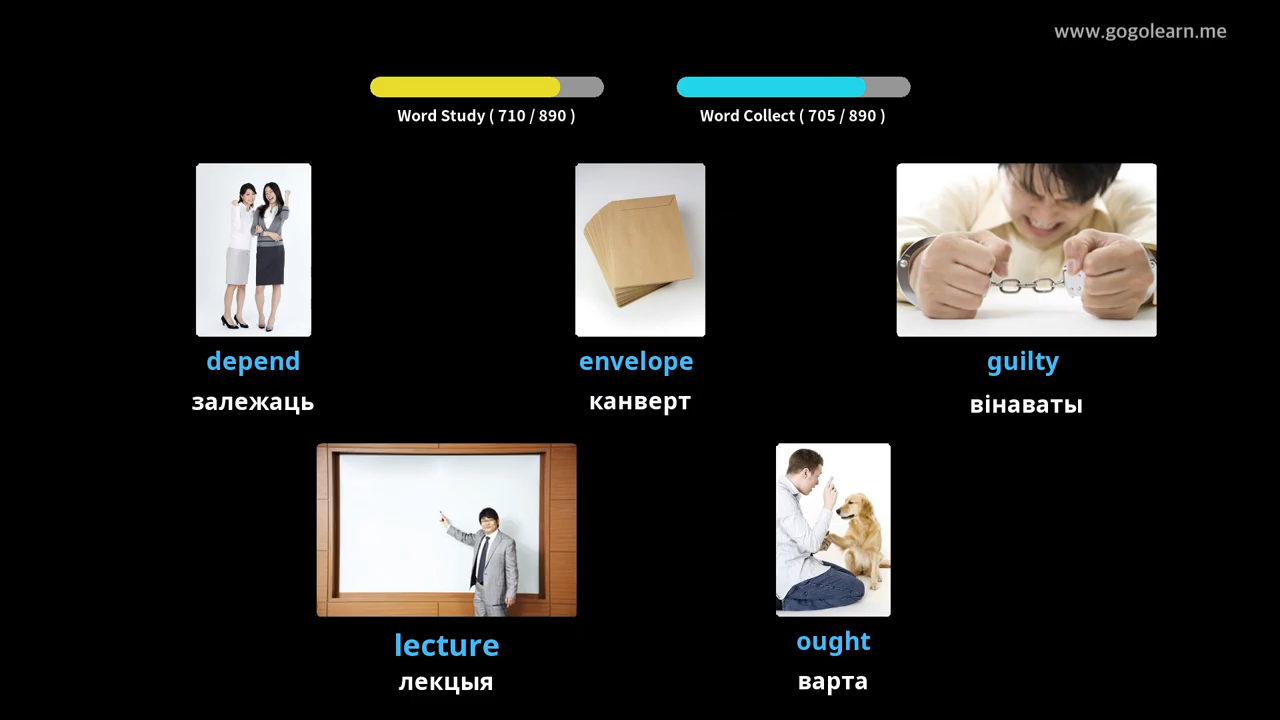 www.gogolearn.me
Word Study ( 710 / 890 )
Word Collect ( 705 / 890 )
depend
залежаць
envelope
канверт
guilty
вінаваты
lecture
лекцыя
ought
варта